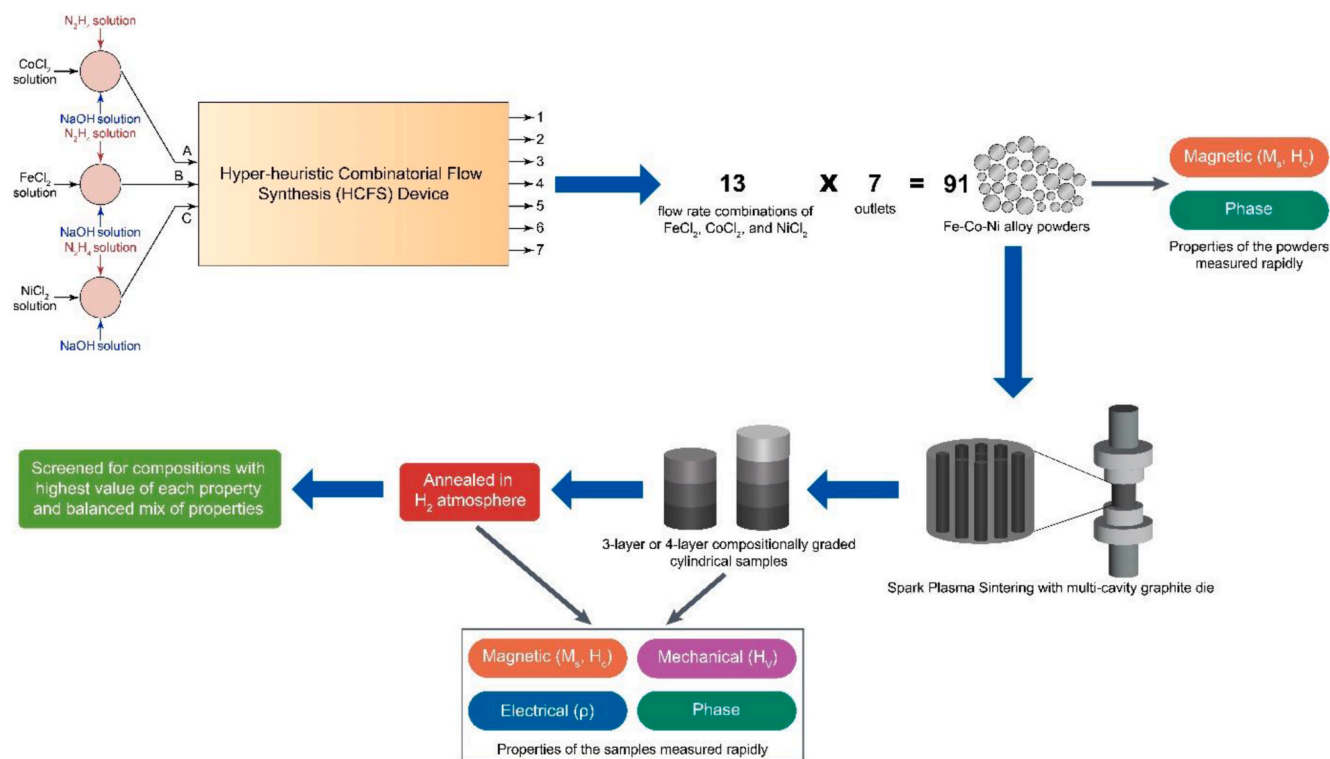 N₂H₄ solution
CoCl₂
solution
NaOH solution
N₂H₄ solution
FeCl₂
solution
NaOH solution
N₂H₄ solution
NiCl₂
solution
NaOH solution
A
B
C
Hyper-heuristic Combinatorial Flow
Synthesis (HCFS) Device
1
2
3
4
5
6
7
13 X 7 = 91
flow rate combinations of
FeCl₂, CoCl₂, and NiCl₂
outlets
Fe-Co-Ni alloy powders
Magnetic (Mₛ, H꜀)
Phase
Properties of the powders
measured rapidly
Screened for compositions with
highest value of each property
and balanced mix of properties
Annealed in
H₂ atmosphere
3-layer or 4-layer compositionally graded
cylindrical samples
Spark Plasma Sintering with multi-cavity graphite die
Magnetic (Mₛ, H꜀)
Mechanical (Hᵥ)
Electrical (ρ)
Phase
Properties of the samples measured rapidly